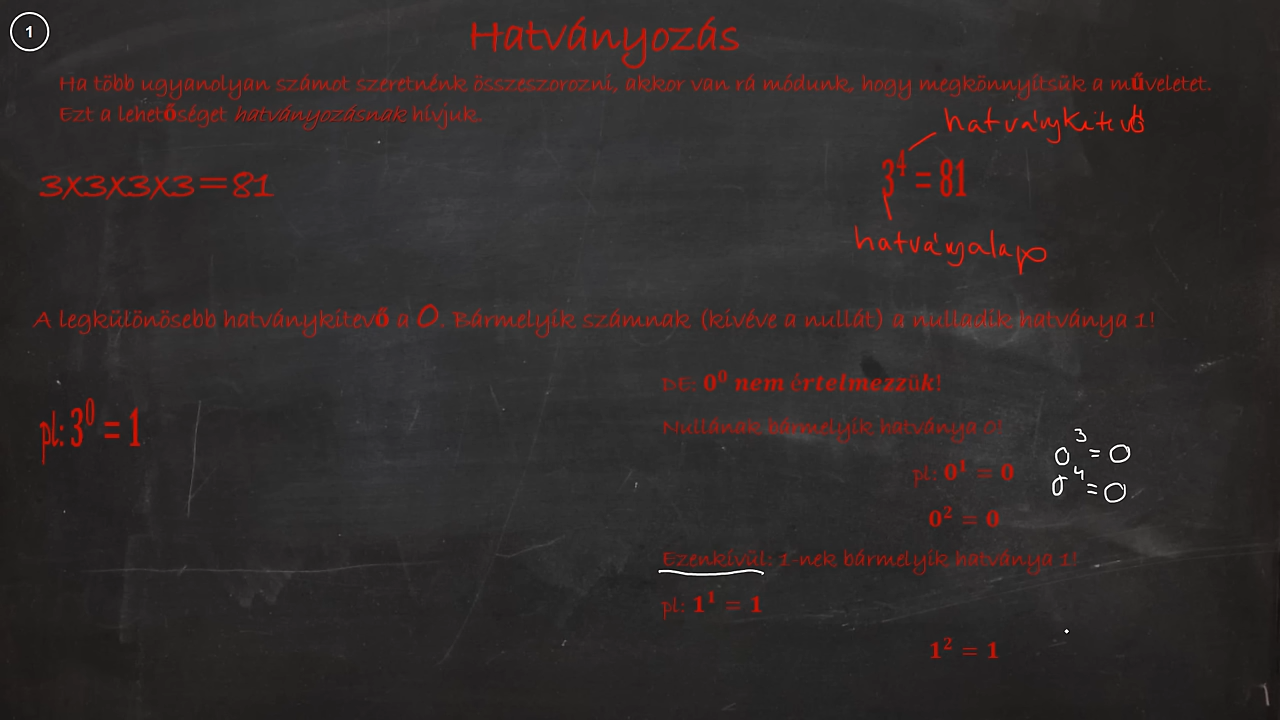 1
Hatványozás
Ha több ugyanolyan számot szeretnénk összeszorozni, akkor van rá módunk, hogy megkönnyítsük a műveletet.
Ezt a lehetőséget hatványozásnak hívjuk.
hatványkitevő
3x3x3x3=81
3⁴ = 81
hatványalap
A legkülönösebb hatványkitevő a 0. Bármelyik számnak (kivéve a nullát) a nulladik hatványa 1!
DE: 0⁰ nem értelmezzük!
pl: 3⁰ = 1
Nullának bármelyik hatványa 0!
0³ = 0
pl: 0¹ = 0
0⁴ = 0
0² = 0
Ezenkívül: 1-nek bármelyik hatványa 1!
pl: 1¹ = 1
1² = 1